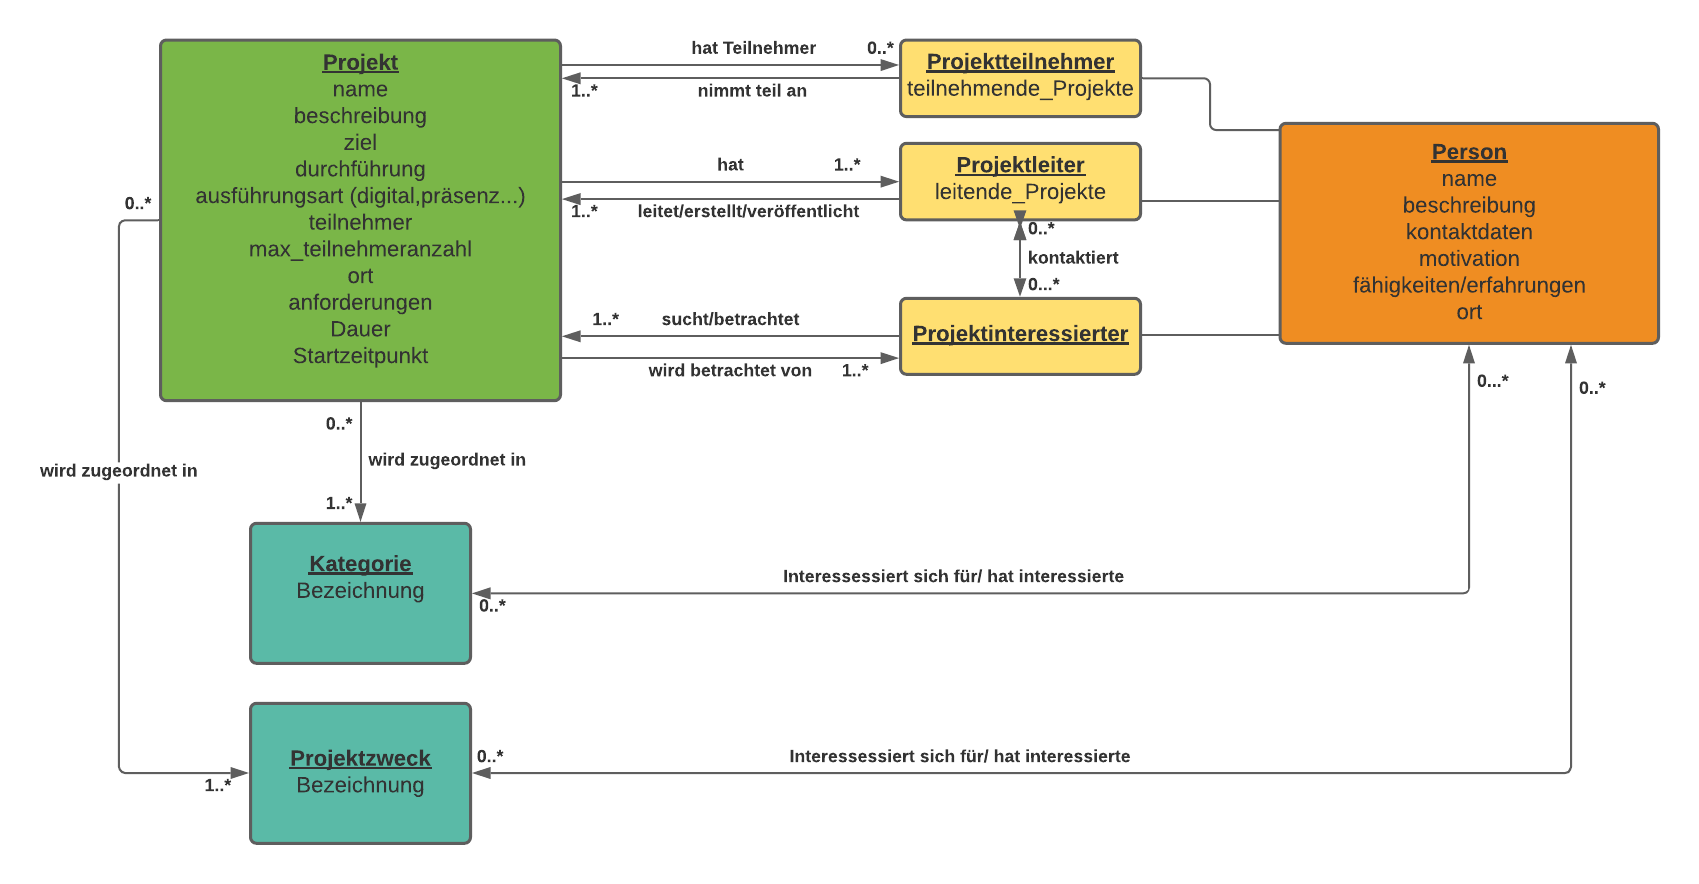 Projekt
name
beschreibung
ziel
durchführung
ausführungsart (digital,präsenz...)
teilnehmer
max_teilnehmeranzahl
ort
anforderungen
Dauer
Startzeitpunkt
hat Teilnehmer
0..*
1..*
nimmt teil an
Projektteilnehmer
teilnehmende_Projekte
hat
1..*
1..*
leitet/erstellt/veröffentlicht
Projektleiter
leitende_Projekte
0..*
kontaktiert
0...*
1..*
sucht/betrachtet
wird betrachtet von
1..*
Projektinteressierter
Person
name
beschreibung
kontaktdaten
motivation
fähigkeiten/erfahrungen
ort
0...*
0..*
0..*
wird zugeordnet in
0..*
wird zugeordnet in
1..*
Kategorie
Bezeichnung
Interessessiert sich für/ hat interessierte
0..*
Projektzweck
Bezeichnung
0..*
Interessessiert sich für/ hat interessierte
1..*